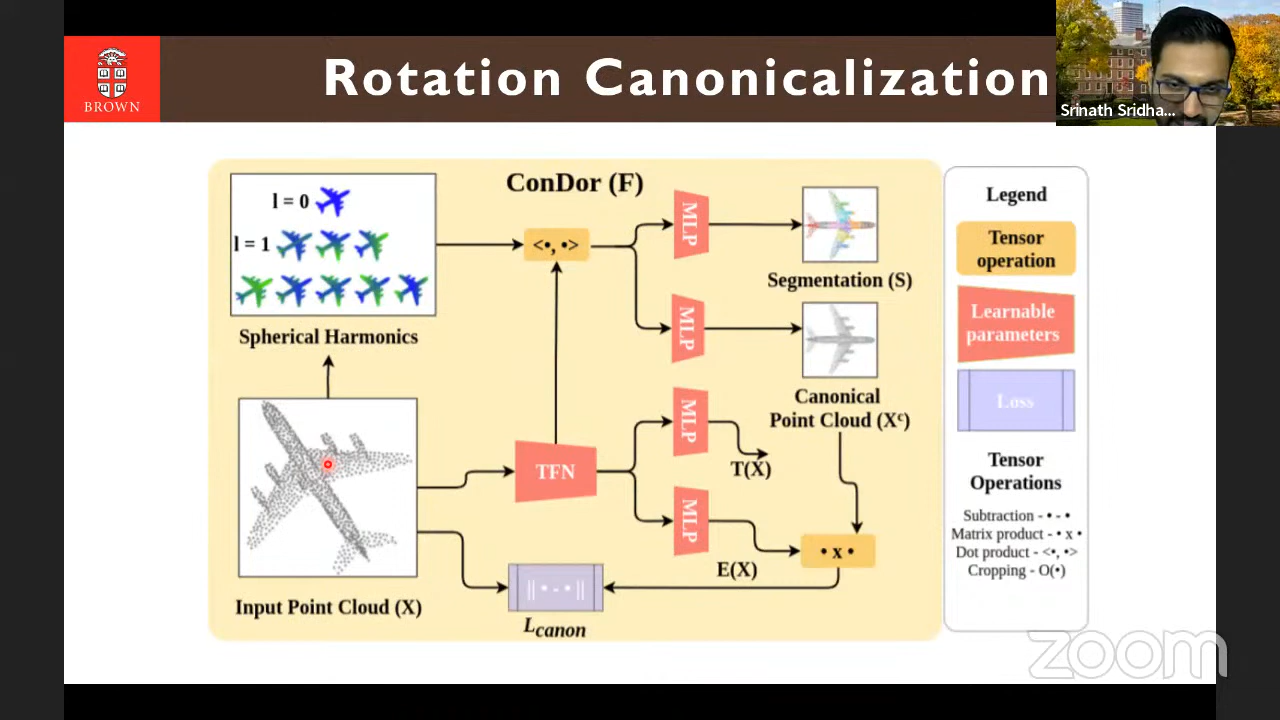 BROWN
Rotation Canonicalization
Srinath Sridha...
ConDor (F)
l = 0
l = 1
Spherical Harmonics
<•, •>
MLP
MLP
Segmentation (S)
Canonical
Point Cloud (Xᶜ)
TFN
MLP
T(X)
MLP
E(X)
• x •
Input Point Cloud (X)
|| • - • ||
Lcanon
Legend
Tensor
operation
Learnable
parameters
Loss
Tensor
Operations
Subtraction - • - •
Matrix product - • x •
Dot product - <•, •>
Cropping - O(•)
zoom